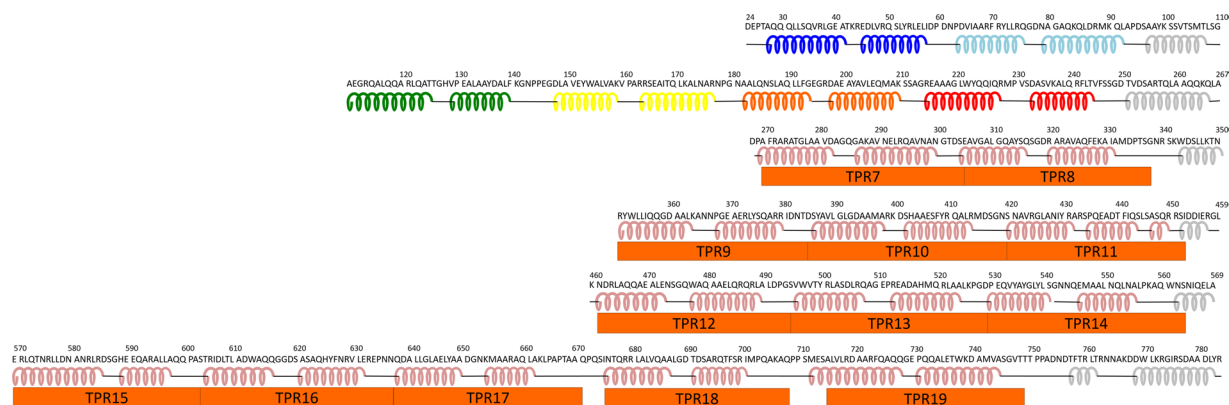 24 30 40 50 60 70 80 90 100 110
DEPTAQQ QLLSQVRLGE ATKREDLVRQ SLYRLELIDP DNPDVIAARF RYLLRQGDNA GAQKQLDRMK QLAPDSAAYK SSVTSMTLSG
120 130 140 150 160 170 180 190 200 210 220 230 240 250 260 267
AEGRQALQQA RLQATTGHVP EALAAYDALF KGNPPEGDLA VEYWALVAKV PARRSEAITQ LKALNARNPG NAALQNSLAQ LLFGEGRDAE AYAVLEQMAK SSAGREAAAG LWYQQIQRMP VSDASVKALQ RFLTVFSSGD TVDSARTQLA AQQKQLA
270 280 290 300 310 320 330 340 350
DPA FRARATGLAA VDAGQGAKAV NELRQAVNAN GTDSEAVGAL GQAYSQSGDR ARAVAQFEKA IAMDPTSGNR SKWDSLLKTN
TPR7 TPR8
360 370 380 390 400 410 420 430 440 450 459
RYWLLIQQGD AALKANNPGE AERLYSQARR IDNTDSYAVL GLGDAAMARK DSHAAESFYR QALRMDSGNS NAVRGLANIY RARSPQEADT FIQSLSASQR RSIDDIERGL
TPR9 TPR10 TPR11
460 470 480 490 500 510 520 530 540 550 560 569
K NDRLAQQAE ALENSGQWAQ AAELQRQRLA LDPGSVWVTY RLASDLRQAG EPREADAHMQ RLAALKPGDP EQVYAYGLYL SGNNQEMAAL NQLNALPKAQ WNSNIQELA
TPR12 TPR13 TPR14
570 580 590 600 610 620 630 640 650 660 670 680 690 700 710 720 730 740 750 760 770 780
E RLQTNRLLDN ANRLRDSGHE EQARALLAQQ PASTRIDLTL ADWAQQGGDS ASAQHYFNRV LEREPNNQDA LLGLAELYAA DGNKMAARAQ LAKLPAPTAA QPQSINTQRR LALVQAALGD TDSARQTFSR IMPQAKAQPP SMESALVLRD AARFQAQQGE PQQALETWKD AMVASGVTTT PPADNDTFTR LTRNNAKDDW LKRGIRSDAA DLYR
TPR15 TPR16 TPR17 TPR18 TPR19